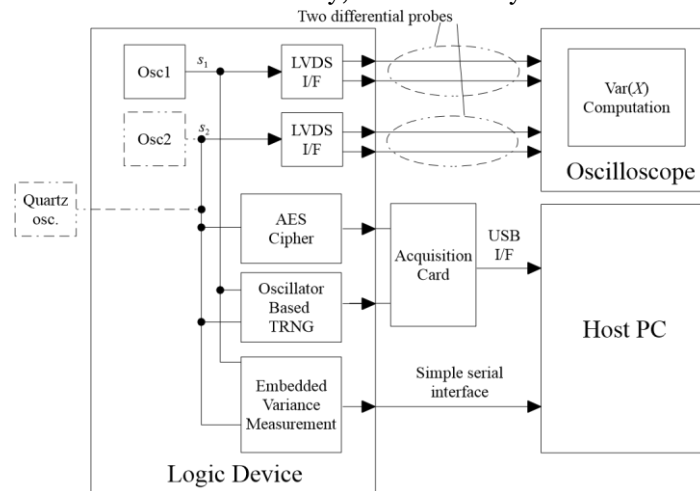 Two differential probes
Osc1
s1
LVDS
I/F
Var(X)
Computation
Osc2
s2
LVDS
I/F
Oscilloscope
Quartz
osc.
AES
Cipher
Acquisition
Card
USB
I/F
Oscillator
Based
TRNG
Host PC
Embedded
Variance
Measurement
Simple serial
interface
Logic Device